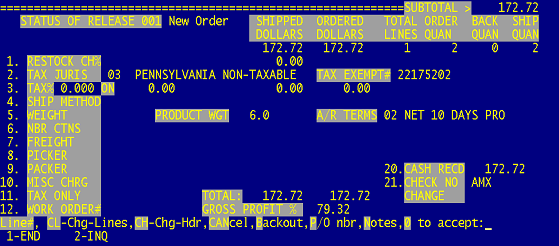 SUBTOTAL > 172.72
STATUS OF RELEASE 001 New Order SHIPPED ORDERED TOTAL ORDER BACK SHIP
DOLLARS DOLLARS LINES QUAN QUAN QUAN
172.72 172.72 1 2 0 2
1. RESTOCK CH% 0.00
2. TAX JURIS 03 PENNSYLVANIA NON-TAXABLE TAX EXEMPT# 22175202
3. TAX% 0.000 ON 0.00 0.00 0.00
4. SHIP METHOD
5. WEIGHT PRODUCT WGT 6.0 A/R TERMS 02 NET 10 DAYS PRO
6. NBR CTNS
7. FREIGHT
8. PICKER
9. PACKER 20.CASH RECD 172.72
10. MISC CHRG 21.CHECK NO AMX
11. TAX ONLY TOTAL: 172.72 172.72 CHANGE
12. WORK ORDER# GROSS PROFIT % 79.32
Line#, CL-Chg-Lines,CH-Chg-Hdr,CANcel,Backout,P/O nbr,Notes,0 to accept:_
1-END 2-INQ